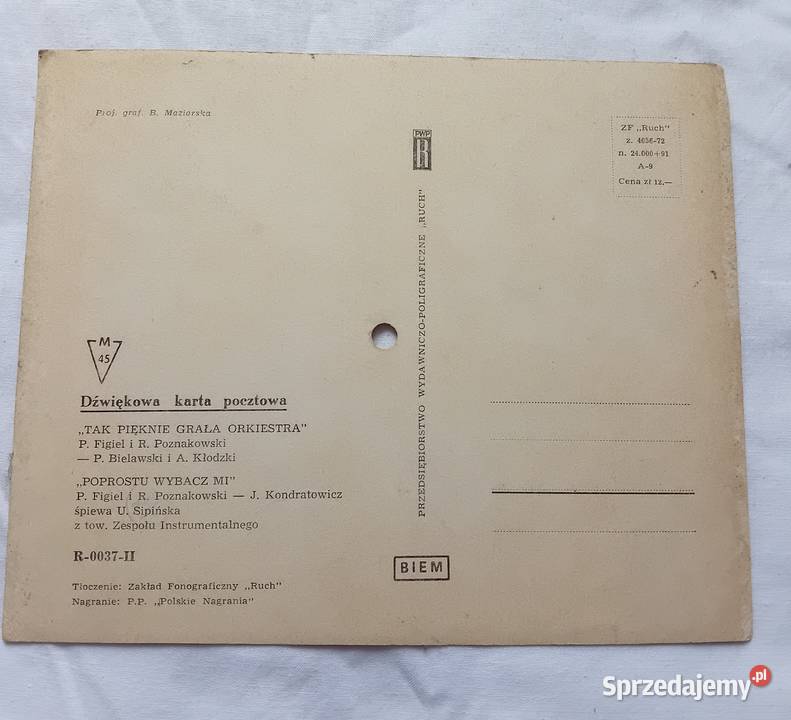 Proj. graf. B. Maziarska
PWP
R
ZF „Ruch"
z. 4036-72
n. 24.000+91
A-9
Cena zł 12.—
PRZEDSIĘBIORSTWO WYDAWNICZO-POLIGRAFICZNE „RUCH"
M
45
Dźwiękowa karta pocztowa
„TAK PIĘKNIE GRAŁA ORKIESTRA"
P. Figiel i R. Poznakowski
— P. Bielawski i A. Kłodzki
„POPROSTU WYBACZ MI"
P. Figiel i R. Poznakowski — J. Kondratowicz
śpiewa U. Sipińska
z tow. Zespołu Instrumentalnego
R-0037-II
BIEM
Tłoczenie: Zakład Fonograficzny „Ruch"
Nagranie: P.P. „Polskie Nagrania"
Sprzedajemy.pl